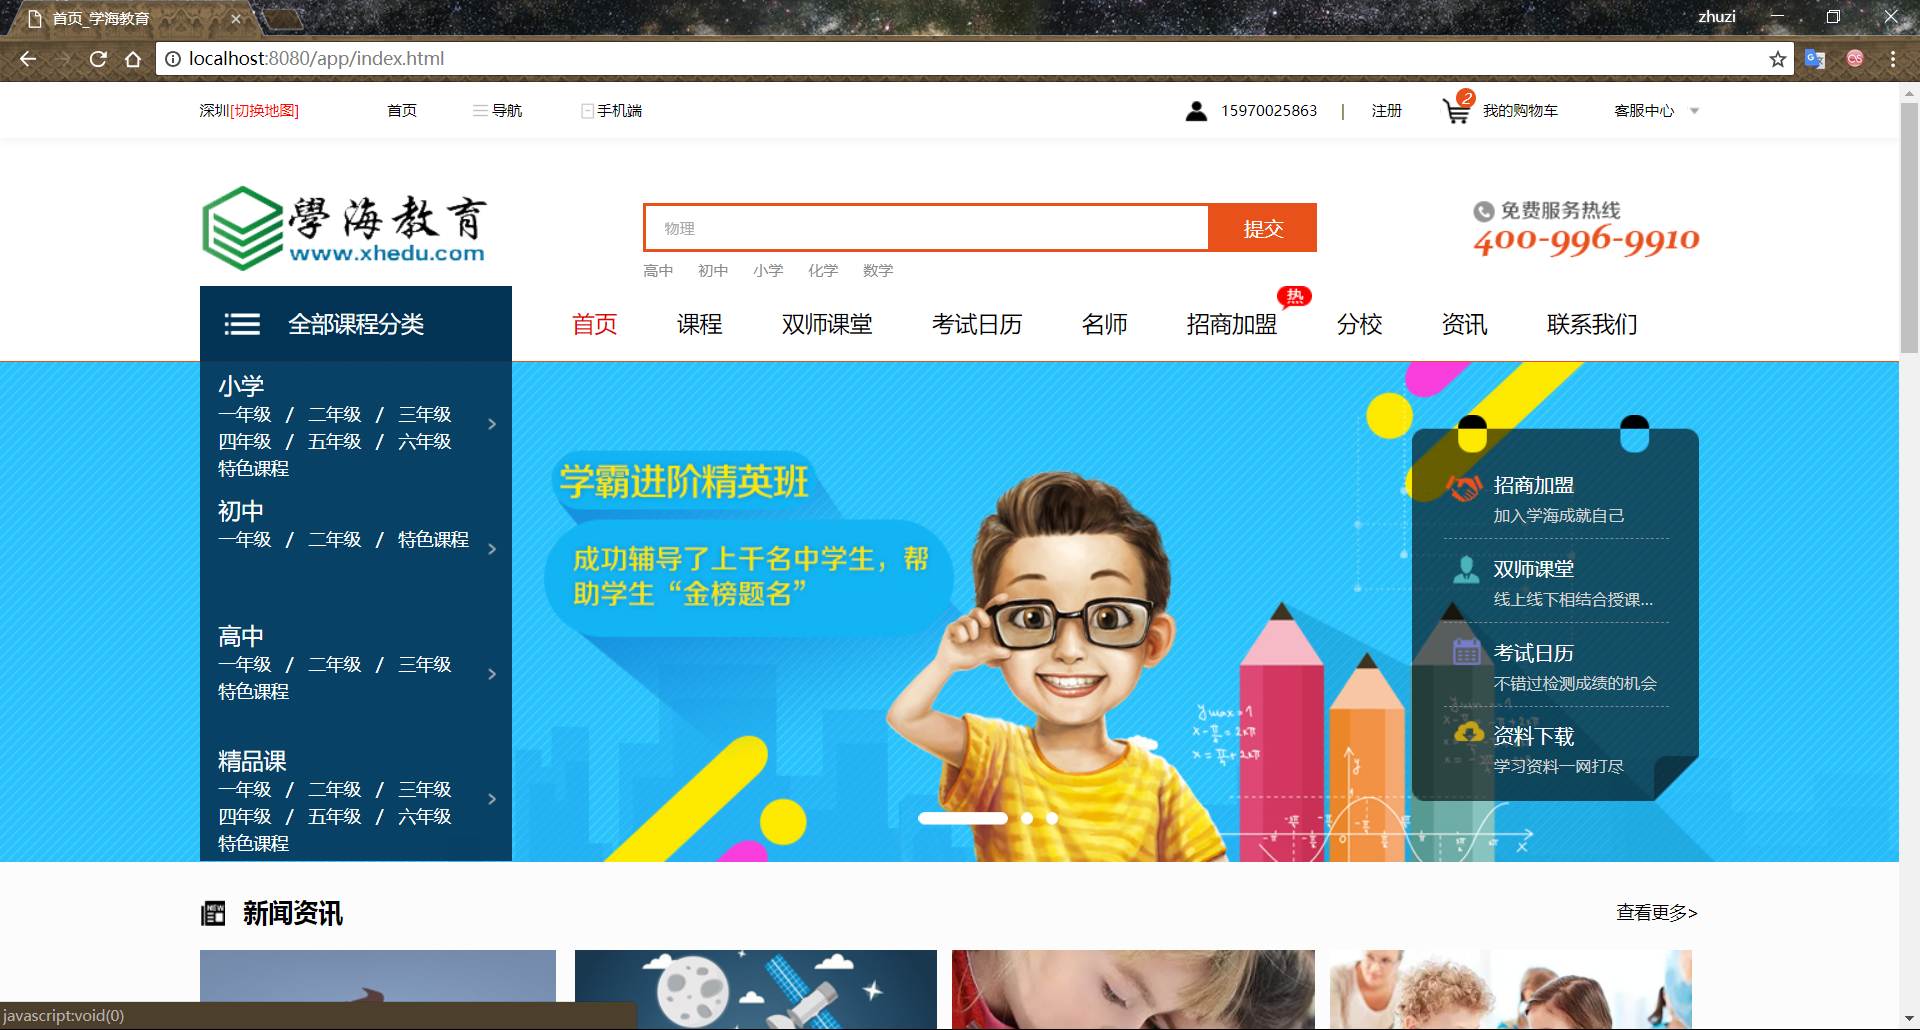 首页_学海教育
zhuzi
localhost:8080/app/index.html
深圳[切换地图]
首页
导航
手机端
15970025863
|
注册
2
我的购物车
客服中心
學海教育
www.xhedu.com
物理
提交
高中 初中 小学 化学 数学
免费服务热线
400-996-9910
全部课程分类
首页 课程 双师课堂 考试日历 名师 招商加盟 分校 资讯 联系我们
热
小学
一年级 / 二年级 / 三年级
四年级 / 五年级 / 六年级
特色课程
初中
一年级 / 二年级 / 特色课程
高中
一年级 / 二年级 / 三年级
特色课程
精品课
一年级 / 二年级 / 三年级
四年级 / 五年级 / 六年级
特色课程
学霸进阶精英班
成功辅导了上千名中学生，帮
助学生“金榜题名”
招商加盟
加入学海成就自己
双师课堂
线上线下相结合授课...
考试日历
不错过检测成绩的机会
资料下载
学习资料一网打尽
NEW
新闻资讯
查看更多>
javascript:void(0)